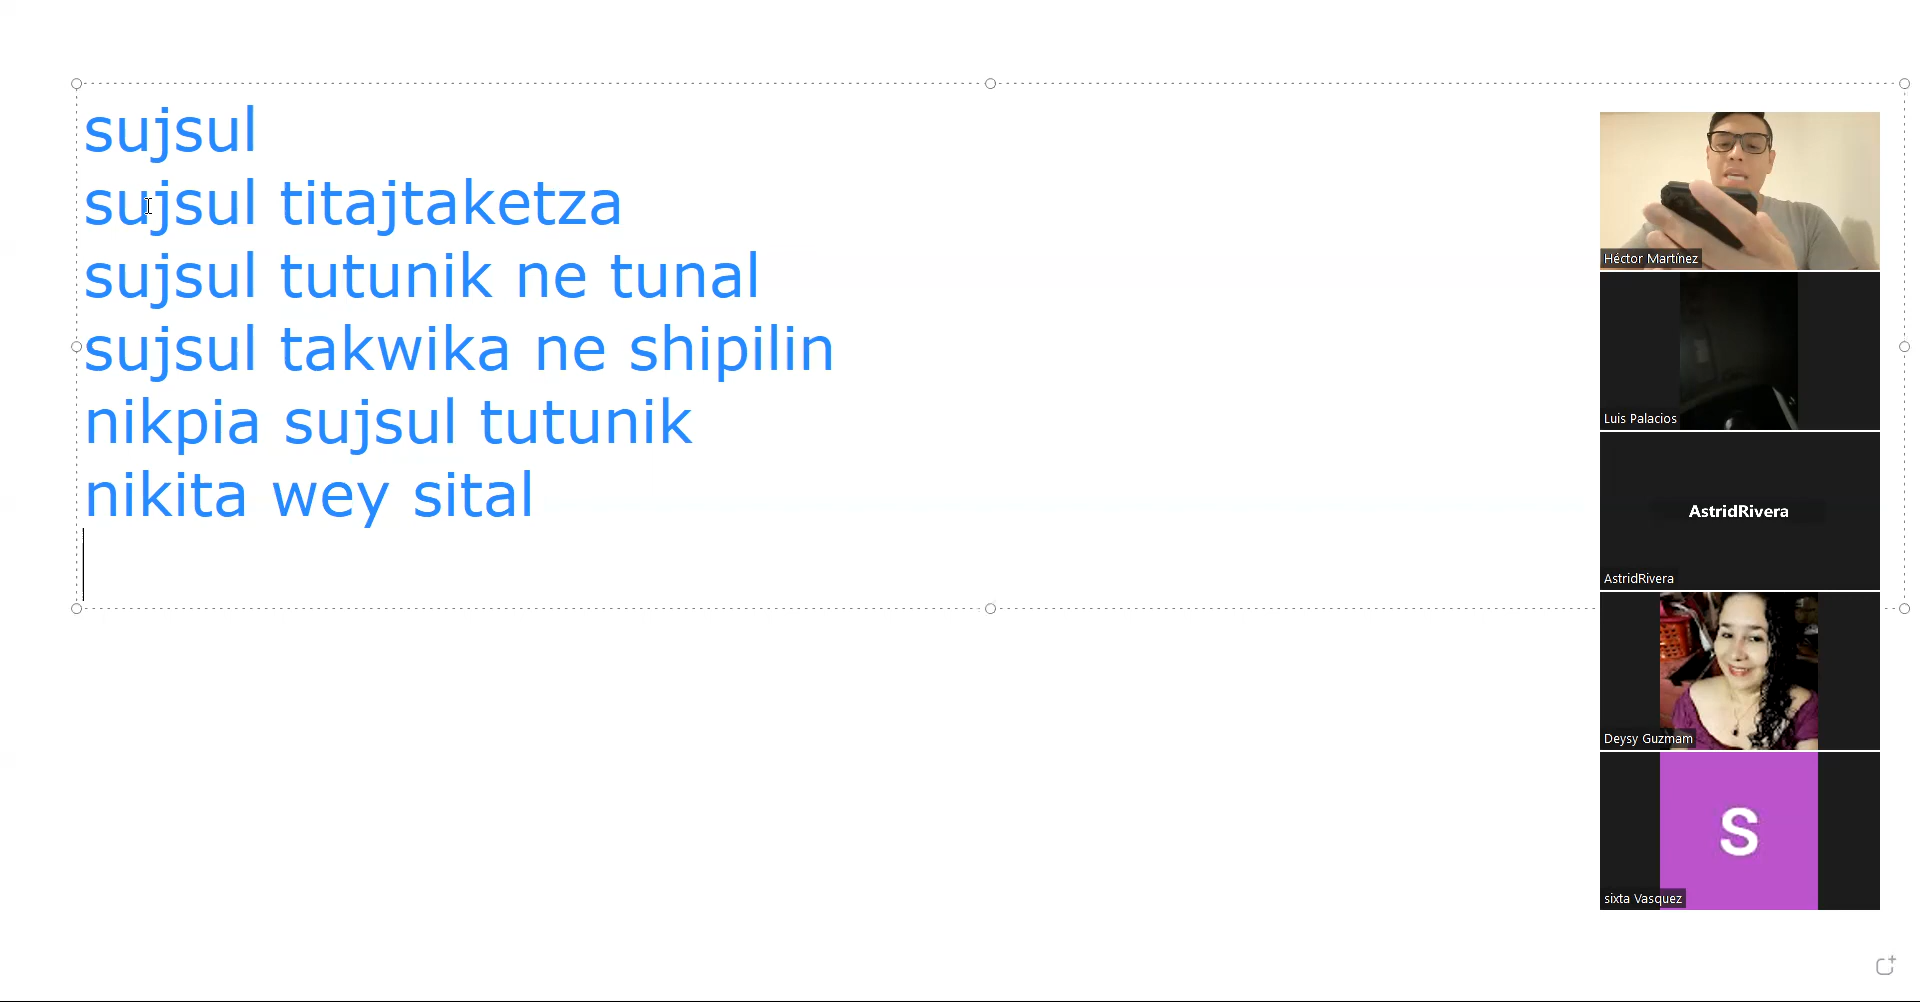 sujsul
sujsul titajtaketza
sujsul tutunik ne tunal
sujsul takwika ne shipilin
nikpia sujsul tutunik
nikita wey sital
Héctor Martínez
Luis Palacios
AstridRivera
AstridRivera
Deysy Guzmam
S
sixta Vasquez